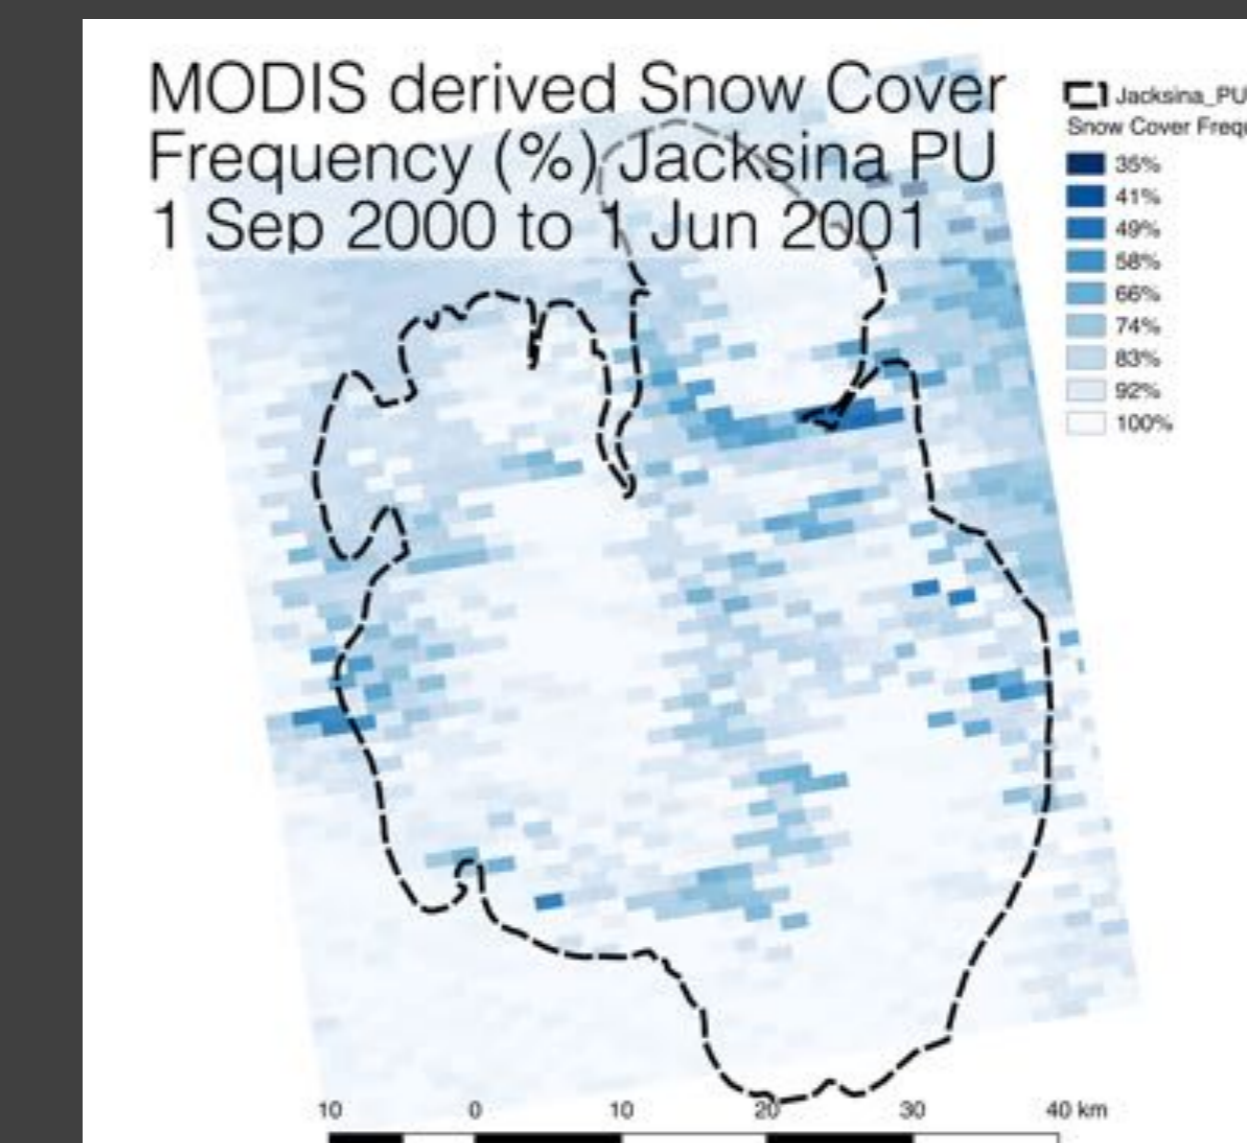 MODIS derived Snow Cover
Frequency (%) Jacksina PU
1 Sep 2000 to 1 Jun 2001
Jacksina_PU
Snow Cover
35%
41%
49%
58%
66%
74%
83%
92%
100%
10 0 10 20 30 40 km